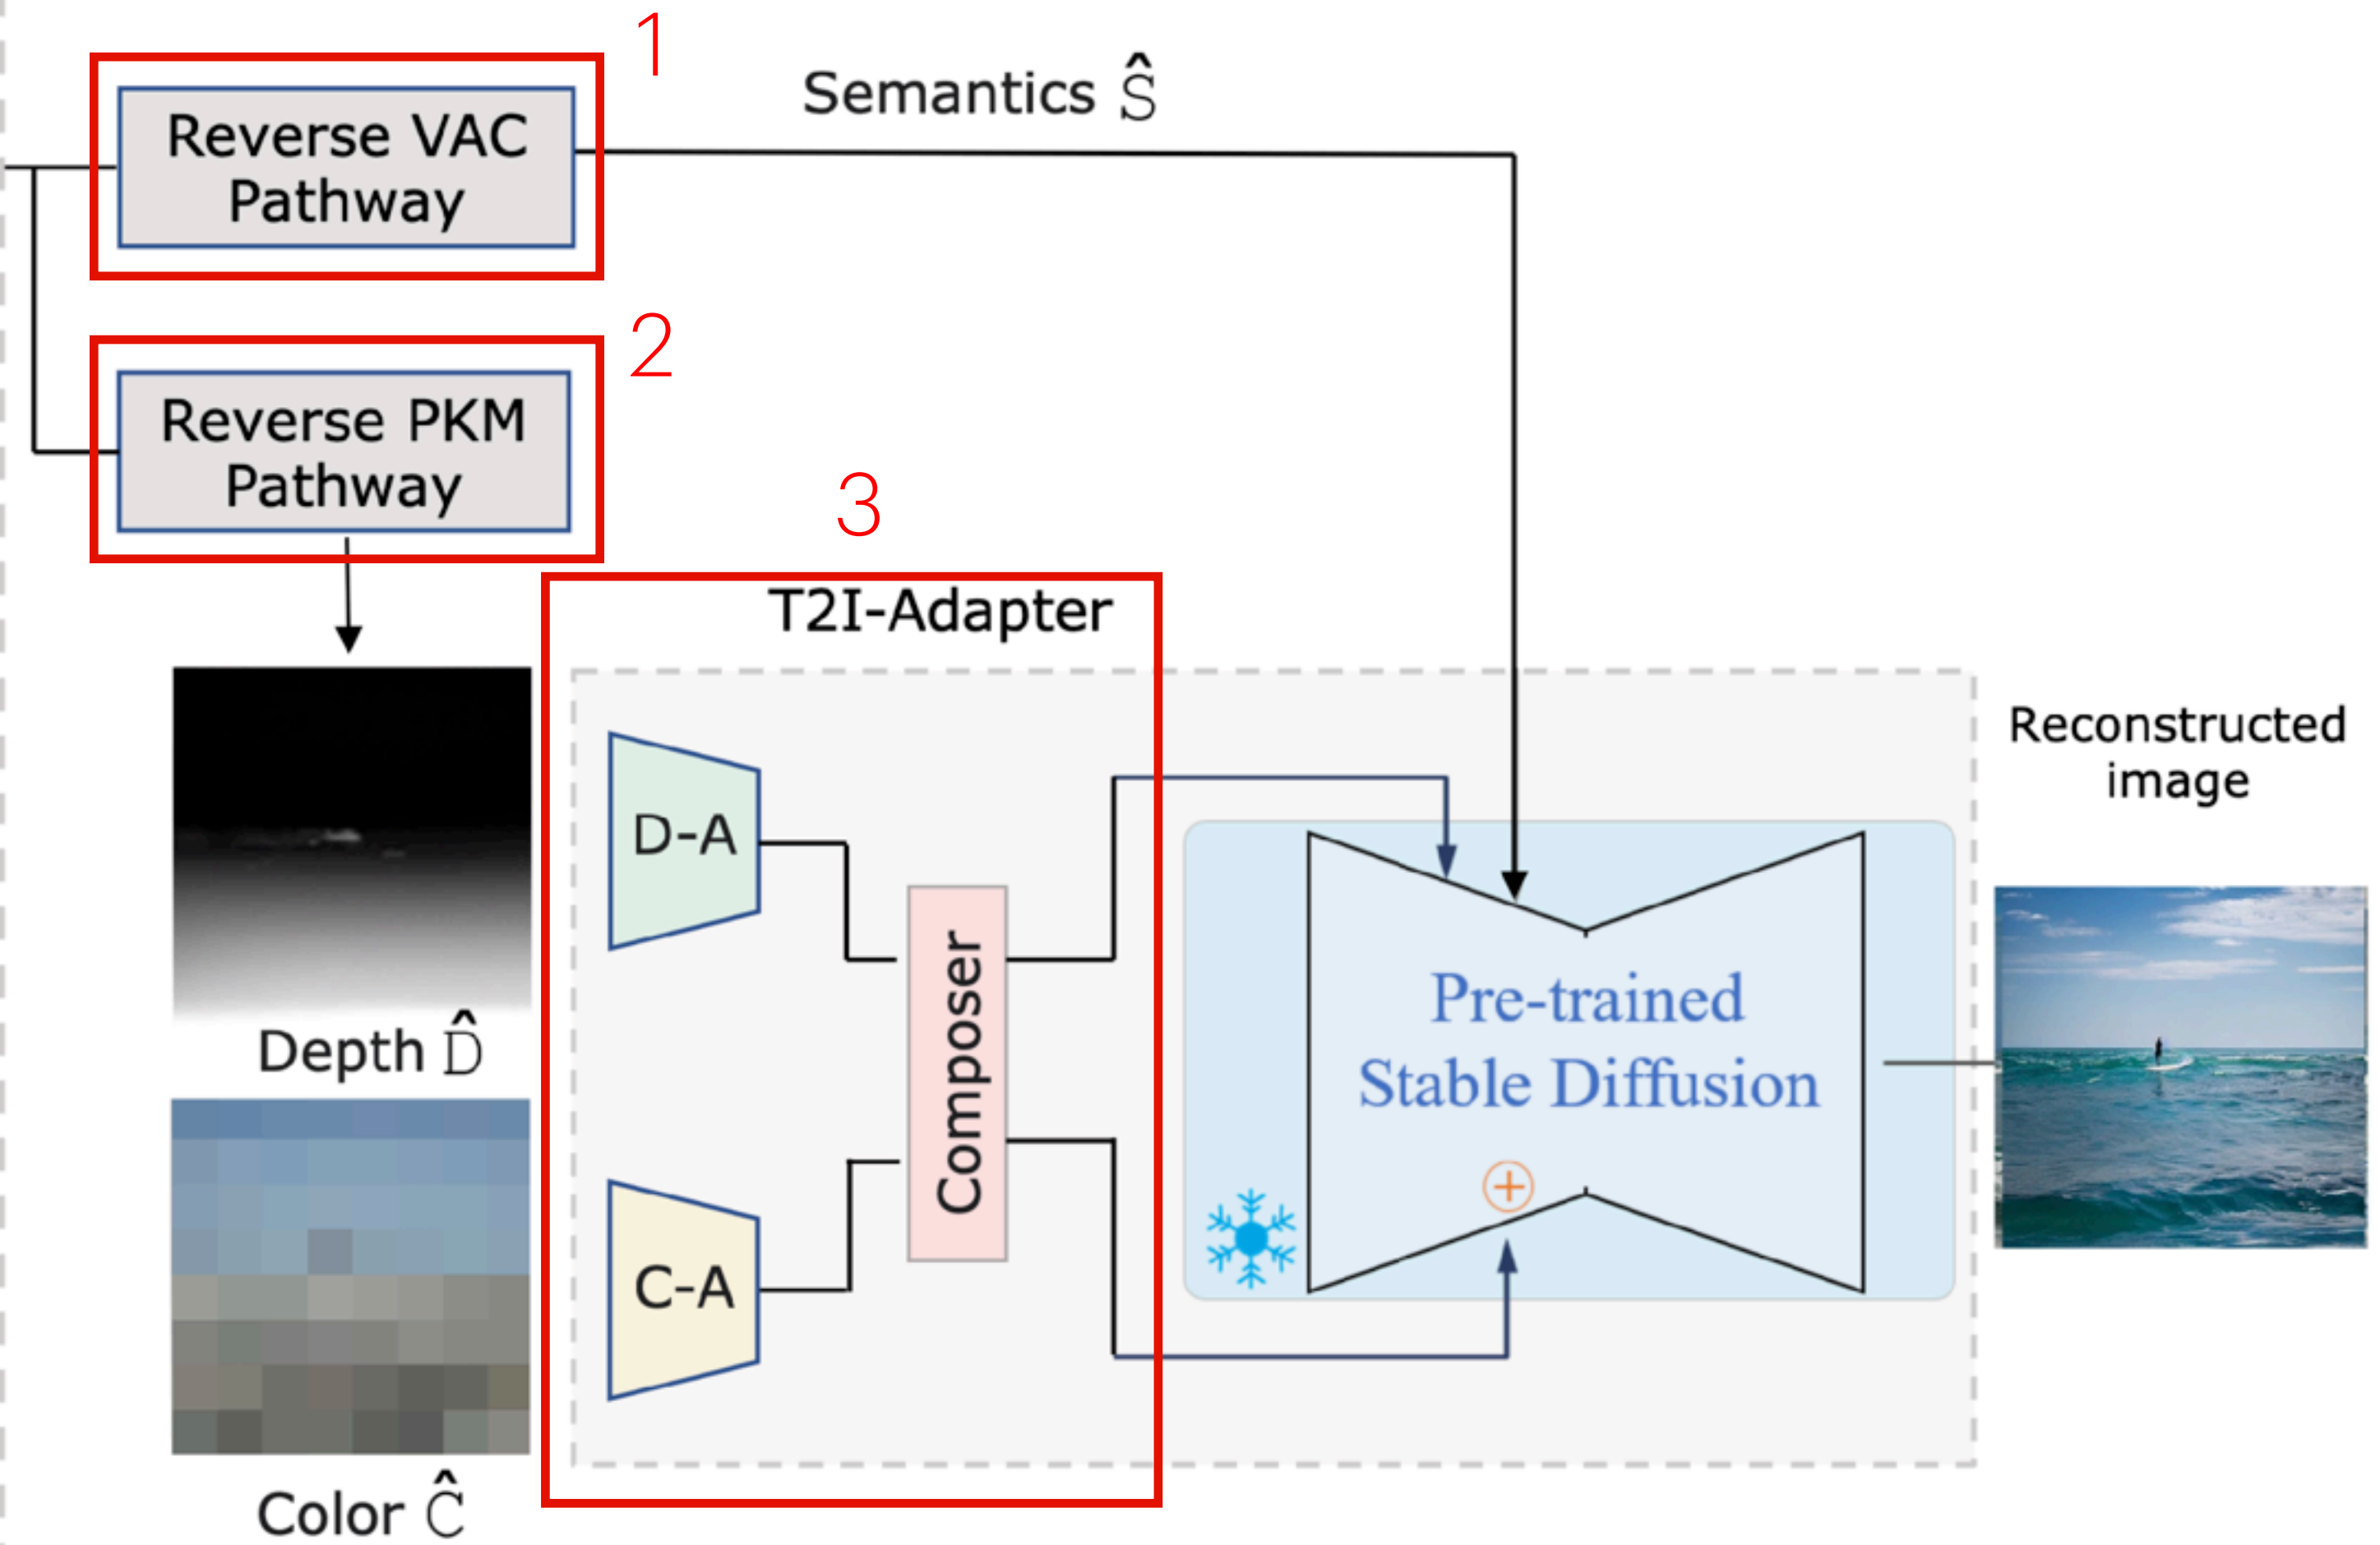 1
Reverse VAC
Pathway
Semantics Ŝ
2
Reverse PKM
Pathway
3
T2I-Adapter
D-A
Composer
C-A
Depth D̂
Color Ĉ
Pre-trained
Stable Diffusion
Reconstructed
image